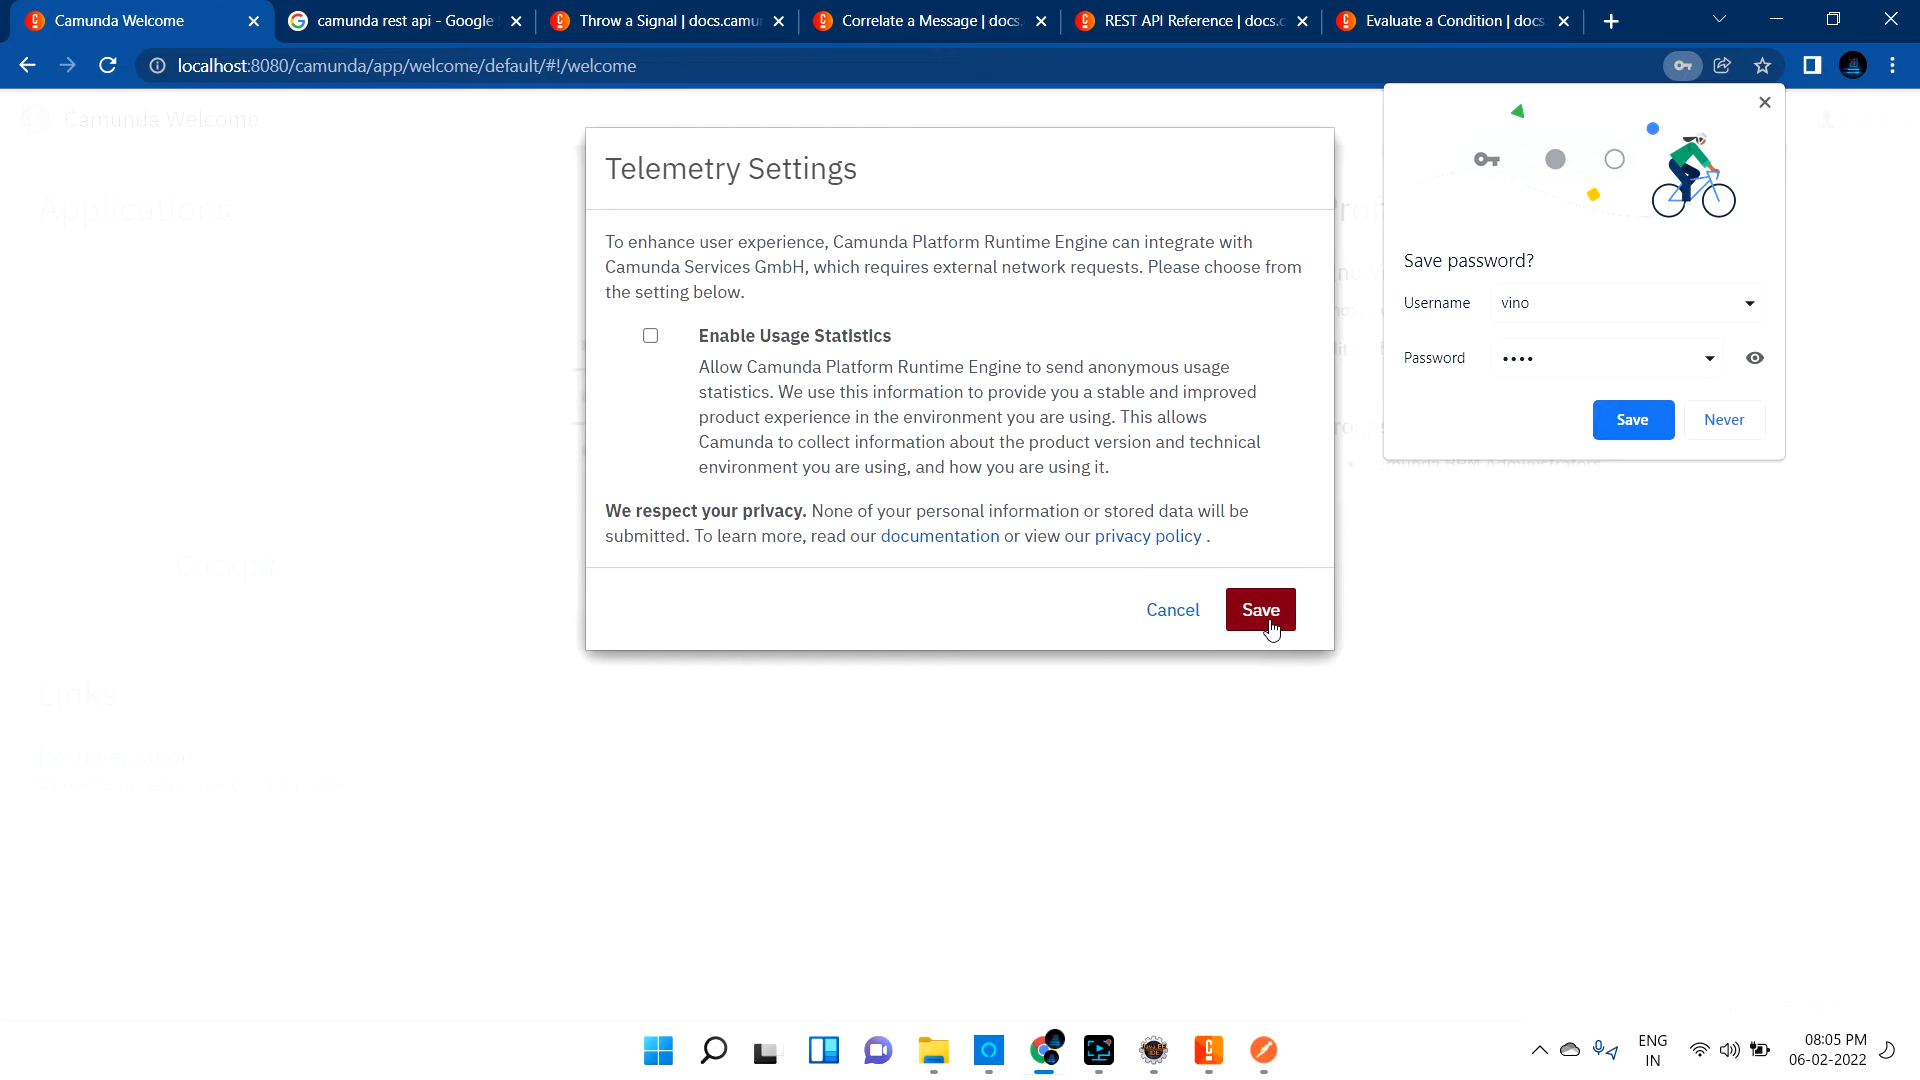 Camunda Welcome
camunda rest api - Google
Throw a Signal | docs.camun
Correlate a Message | docs.
REST API Reference | docs.c
Evaluate a Condition | docs
localhost:8080/camunda/app/welcome/default/#!/welcome
Camunda Welcome
Applications
Cockpit
Links
Documentation
Telemetry Settings
To enhance user experience, Camunda Platform Runtime Engine can integrate with
Camunda Services GmbH, which requires external network requests. Please choose from
the setting below.
Enable Usage Statistics
Allow Camunda Platform Runtime Engine to send anonymous usage
statistics. We use this information to provide you a stable and improved
product experience in the environment you are using. This allows
Camunda to collect information about the product version and technical
environment you are using, and how you are using it.
We respect your privacy. None of your personal information or stored data will be
submitted. To learn more, read our documentation or view our privacy policy .
Cancel
Save
Save password?
Username vino
Password ••••
Save
Never
ENG
IN
08:05 PM
06-02-2022